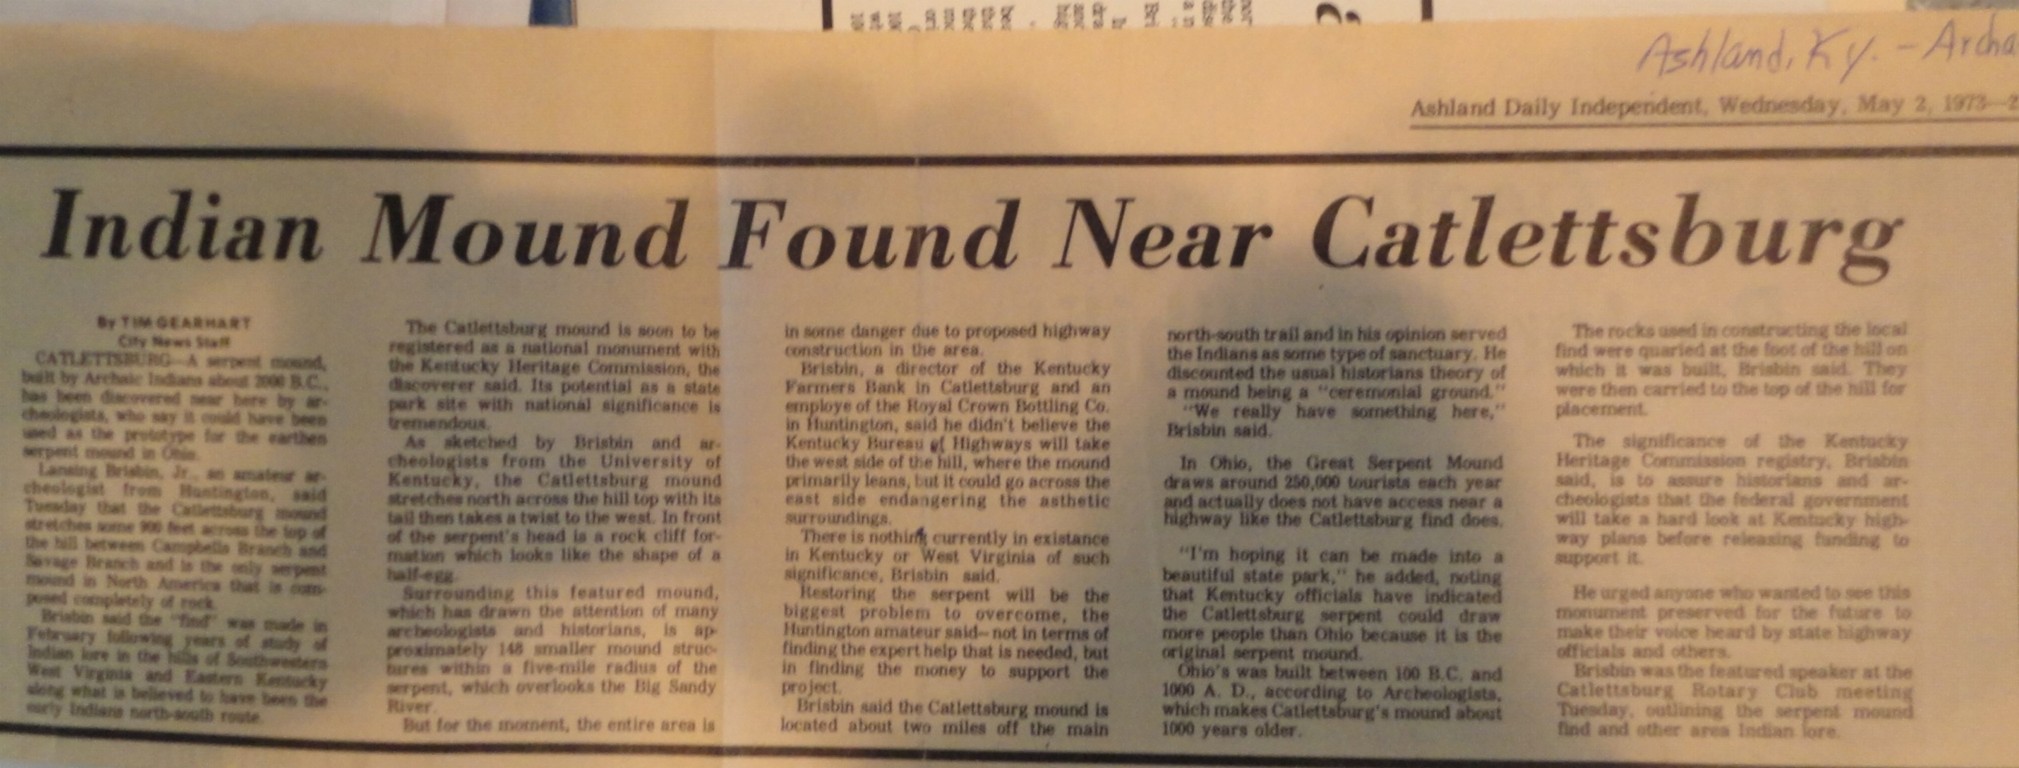 Ashland, Ky. - Archa
Ashland Daily Independent, Wednesday, May 2, 1973—2
Indian Mound Found Near Catlettsburg
By TIM GEARHART
City News Staff
CATLETTSBURG—A serpent mound,
built by Archaic Indians about 2000 B.C.,
has been discovered near here by ar-
cheologists, who say it could have been
used as the prototype for the earthen
serpent mound in Ohio.
Lansing Brisbin, Jr., an amateur ar-
cheologist from Huntington, said
Tuesday that the Catlettsburg mound
stretches some 900 feet across the top of
the hill between Campbells Branch and
Savage Branch and is the only serpent
mound in North America that is com-
posed completely of rock.
Brisbin said the "find" was made in
February following years of study of
Indian lore in the hills of Southwestern
West Virginia and Eastern Kentucky
along what is believed to have been the
early Indians north-south route.
The Catlettsburg mound is soon to be
registered as a national monument with
the Kentucky Heritage Commission, the
discoverer said. Its potential as a state
park site with national significance is
tremendous.
As sketched by Brisbin and ar-
cheologists from the University of
Kentucky, the Catlettsburg mound
stretches north across the hill top with its
tail then takes a twist to the west. In front
of the serpent's head is a rock cliff for-
mation which looks like the shape of a
half-egg.
Surrounding this featured mound,
which has drawn the attention of many
archeologists and historians, is ap-
proximately 148 smaller mound struc-
tures within a five-mile radius of the
serpent, which overlooks the Big Sandy
River.
But for the moment, the entire area is
in some danger due to proposed highway
construction in the area.
Brisbin, a director of the Kentucky
Farmers Bank in Catlettsburg and an
employe of the Royal Crown Bottling Co.
in Huntington, said he didn't believe the
Kentucky Bureau of Highways will take
the west side of the hill, where the mound
primarily leans, but it could go across the
east side endangering the asthetic
surroundings.
There is nothing currently in existance
in Kentucky or West Virginia of such
significance, Brisbin said.
Restoring the serpent will be the
biggest problem to overcome, the
Huntington amateur said—not in terms of
finding the expert help that is needed, but
in finding the money to support the
project.
Brisbin said the Catlettsburg mound is
located about two miles off the main
north-south trail and in his opinion served
the Indians as some type of sanctuary. He
discounted the usual historians theory of
a mound being a "ceremonial ground."
"We really have something here,"
Brisbin said.
In Ohio, the Great Serpent Mound
draws around 250,000 tourists each year
and actually does not have access near a
highway like the Catlettsburg find does.
"I'm hoping it can be made into a
beautiful state park," he added, noting
that Kentucky officials have indicated
the Catlettsburg serpent could draw
more people than Ohio because it is the
original serpent mound.
Ohio's was built between 100 B.C. and
1000 A. D., according to Archeologists,
which makes Catlettsburg's mound about
1000 years older.
The rocks used in constructing the local
find were quaried at the foot of the hill on
which it was built, Brisbin said. They
were then carried to the top of the hill for
placement.
The significance of the Kentucky
Heritage Commission registry, Brisbin
said, is to assure historians and ar-
cheologists that the federal government
will take a hard look at Kentucky high-
way plans before releasing funding to
support it.
He urged anyone who wanted to see this
monument preserved for the future to
make their voice heard by state highway
officials and others.
Brisbin was the featured speaker at the
Catlettsburg Rotary Club meeting
Tuesday, outlining the serpent mound
find and other area Indian lore.